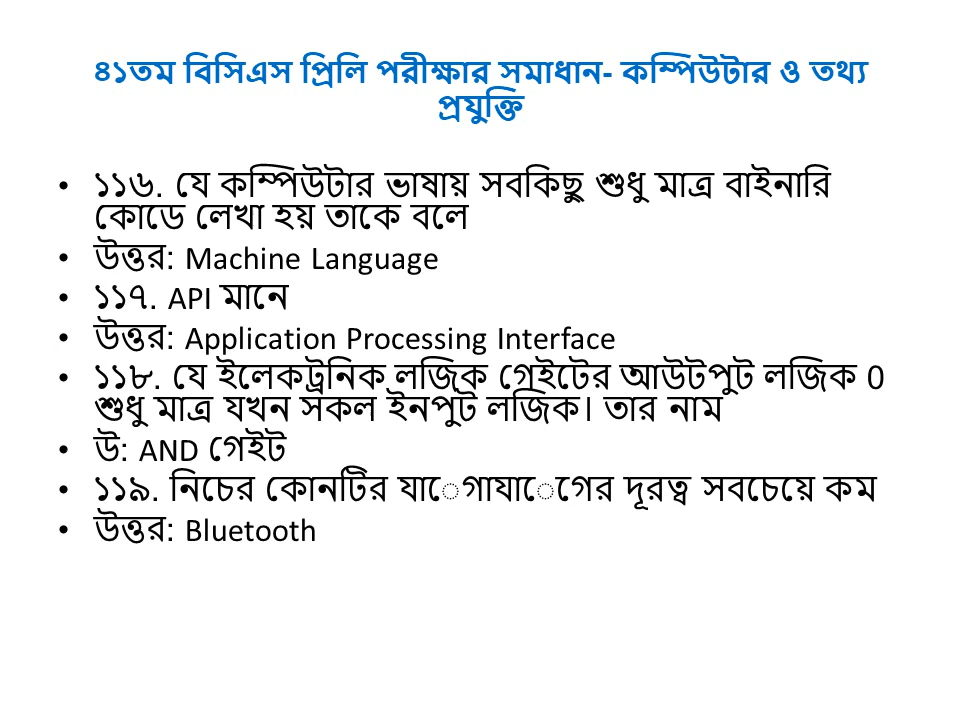 ৪১তম বিসিএস প্রিলি পরীক্ষার সমাধান- কম্পিউটার ও তথ্য
প্রযুক্তি
• ১১৬. যে কম্পিউটার ভাষায় সবকিছু শুধু মাত্র বাইনারি
কোডে লেখা হয় তাকে বলে
• উত্তর: Machine Language
• ১১৭. API মানে
• উত্তর: Application Processing Interface
• ১১৮. যে ইলেকট্রনিক লজিক গেইটের আউটপুট লজিক 0
শুধু মাত্র যখন সকল ইনপুট লজিক। তার নাম
• উ: AND গেইট
• ১১৯. নিচের কোনটির যাে◌গাযাে◌গের দূরত্ব সবচেয়ে কম
• উত্তর: Bluetooth